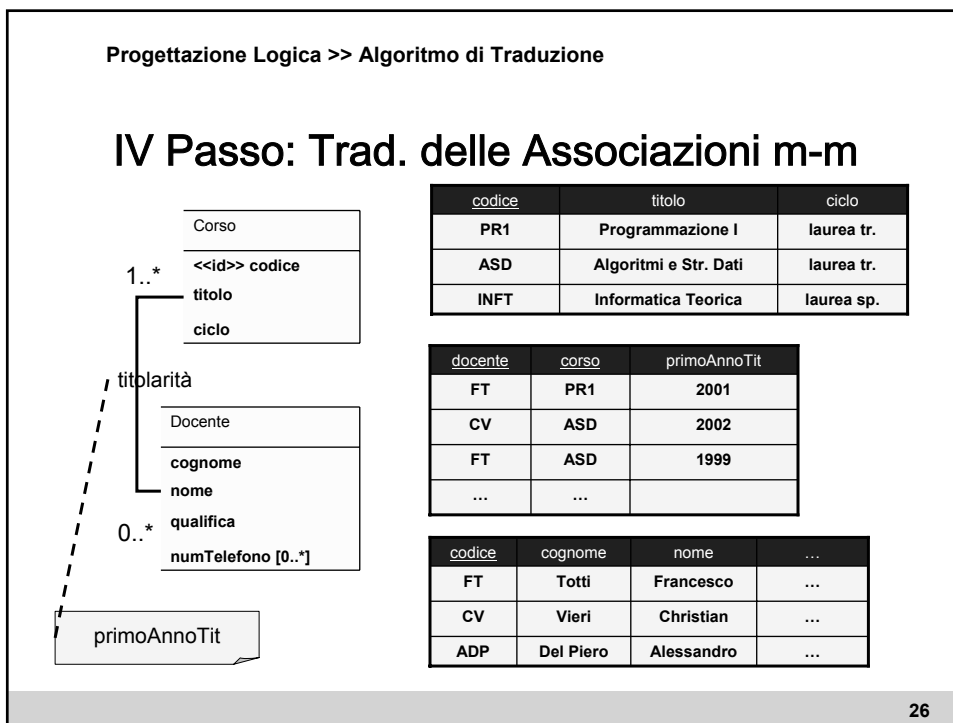 Progettazione Logica >> Algoritmo di Traduzione
IV Passo: Trad. delle Associazioni m-m
Corso
<<id>> codice
titolo
ciclo
1..*
titolarità
Docente
cognome
nome
qualifica
numTelefono [0..*]
0..*
primoAnnoTit
codice titolo ciclo
PR1 Programmazione I laurea tr.
ASD Algoritmi e Str. Dati laurea tr.
INFT Informatica Teorica laurea sp.
docente corso primoAnnoTit
FT PR1 2001
CV ASD 2002
FT ASD 1999
… …
codice cognome nome …
FT Totti Francesco …
CV Vieri Christian …
ADP Del Piero Alessandro …
26